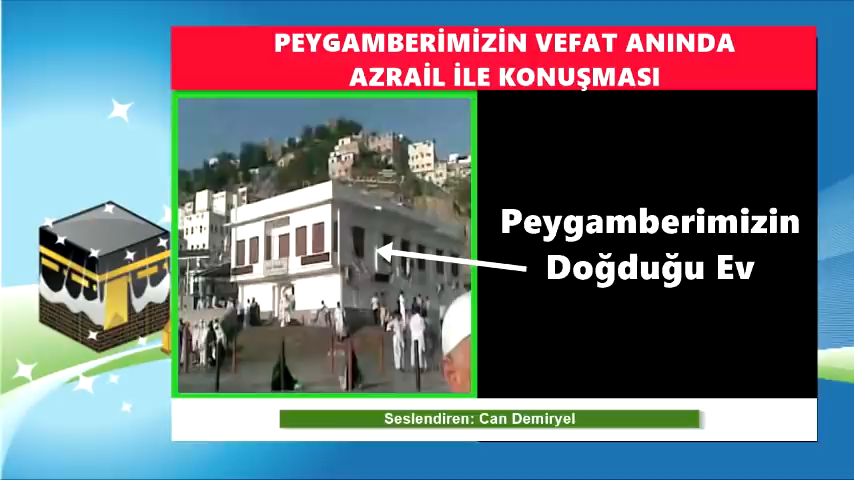 PEYGAMBERİMİZİN VEFAT ANINDA
AZRAİL İLE KONUŞMASI
Peygamberimizin
Doğduğu Ev
Seslendiren: Can Demiryel